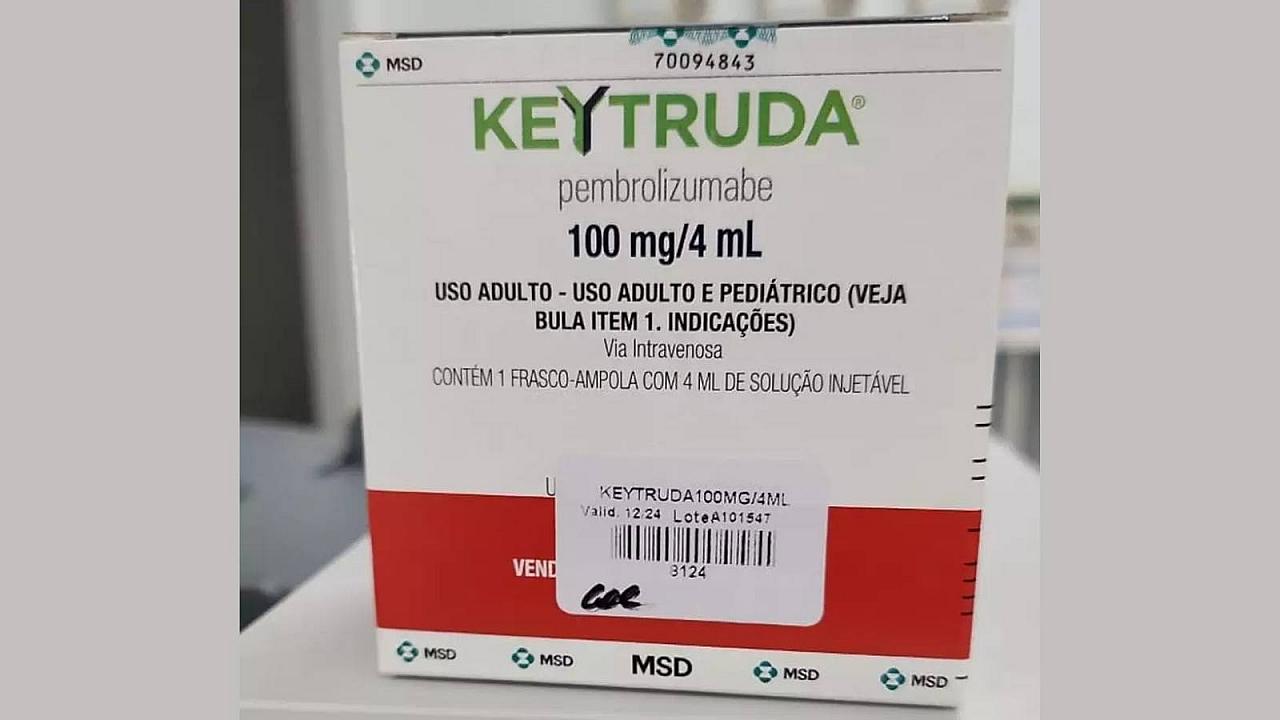 MSD
70094843
KEYTRUDA®
pembrolizumabe
100 mg/4 mL
USO ADULTO - USO ADULTO E PEDIÁTRICO (VEJA
BULA ITEM 1. INDICAÇÕES)
Via Intravenosa
CONTÉM 1 FRASCO-AMPOLA COM 4 ML DE SOLUÇÃO INJETÁVEL
KEYTRUDA100MG/4ML
Valid. 12/24 LoteA101547
VEND
3124
MSD MSD MSD MSD MSD